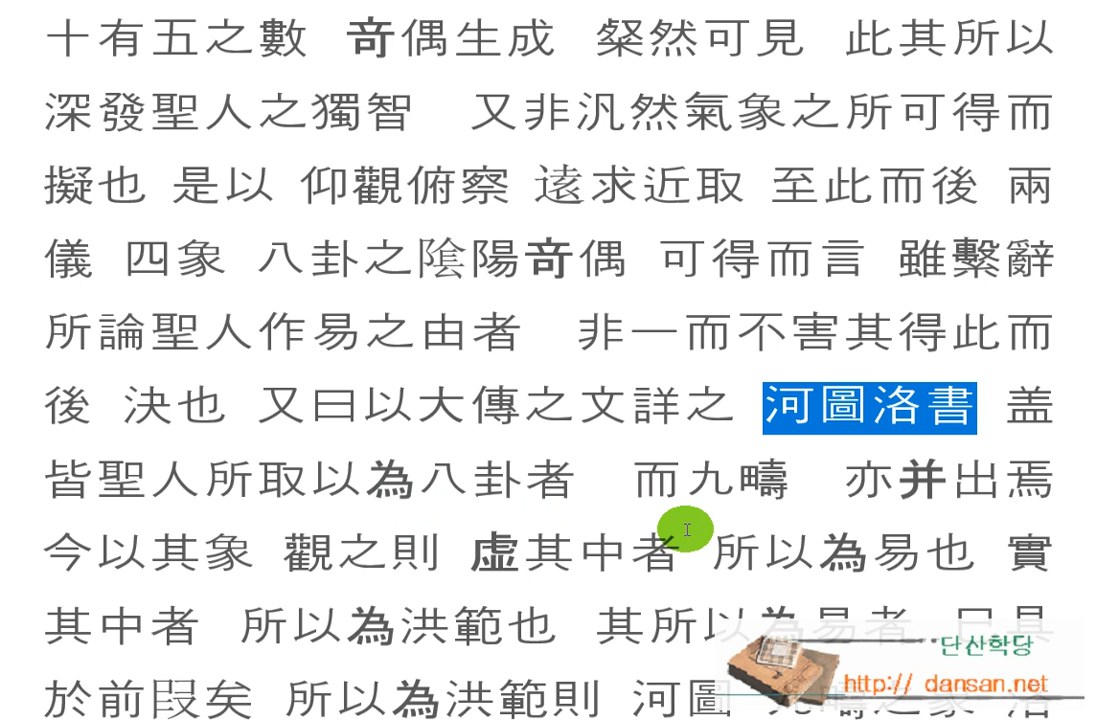 十有五之數 竒偶生成 粲然可見 此其所以
深發聖人之獨智 又非汎然氣象之所可得而
擬也 是以 仰觀俯察 逺求近取 至此而後 兩
儀 四象 八卦之隂陽竒偶 可得而言 雖繫辭
所論聖人作易之由者 非一而不害其得此而
後 決也 又曰以大傳之文詳之 河圖洛書 盖
皆聖人所取以為八卦者 而九疇 亦并出焉
今以其象 觀之則 虛其中者 所以為易也 實
其中者 所以為洪範也 其所以為易者
於前叚矣 所以為洪範則 河圖
단산학당
http:// dansan.net